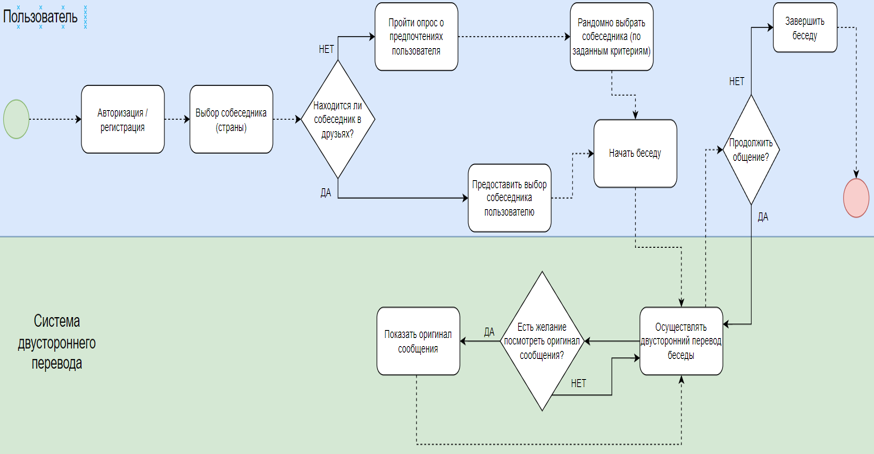 Пользователь
Авторизация /
регистрация
Выбор собеседника
(страны)
Находится ли
собеседник в
друзьях?
НЕТ
Пройти опрос о
предпочтениях
пользователя
Рандомно выбрать
собеседника (по
заданным критериям)
ДА
Предоставить выбор
собеседника
пользователю
Начать беседу
Продолжить
общение?
НЕТ
Завершить
беседу
ДА
Система
двустороннего
перевода
Показать оригинал
сообщения
ДА
Есть желание
посмотреть оригинал
сообщения?
НЕТ
Осуществлять
двусторонний перевод
беседы